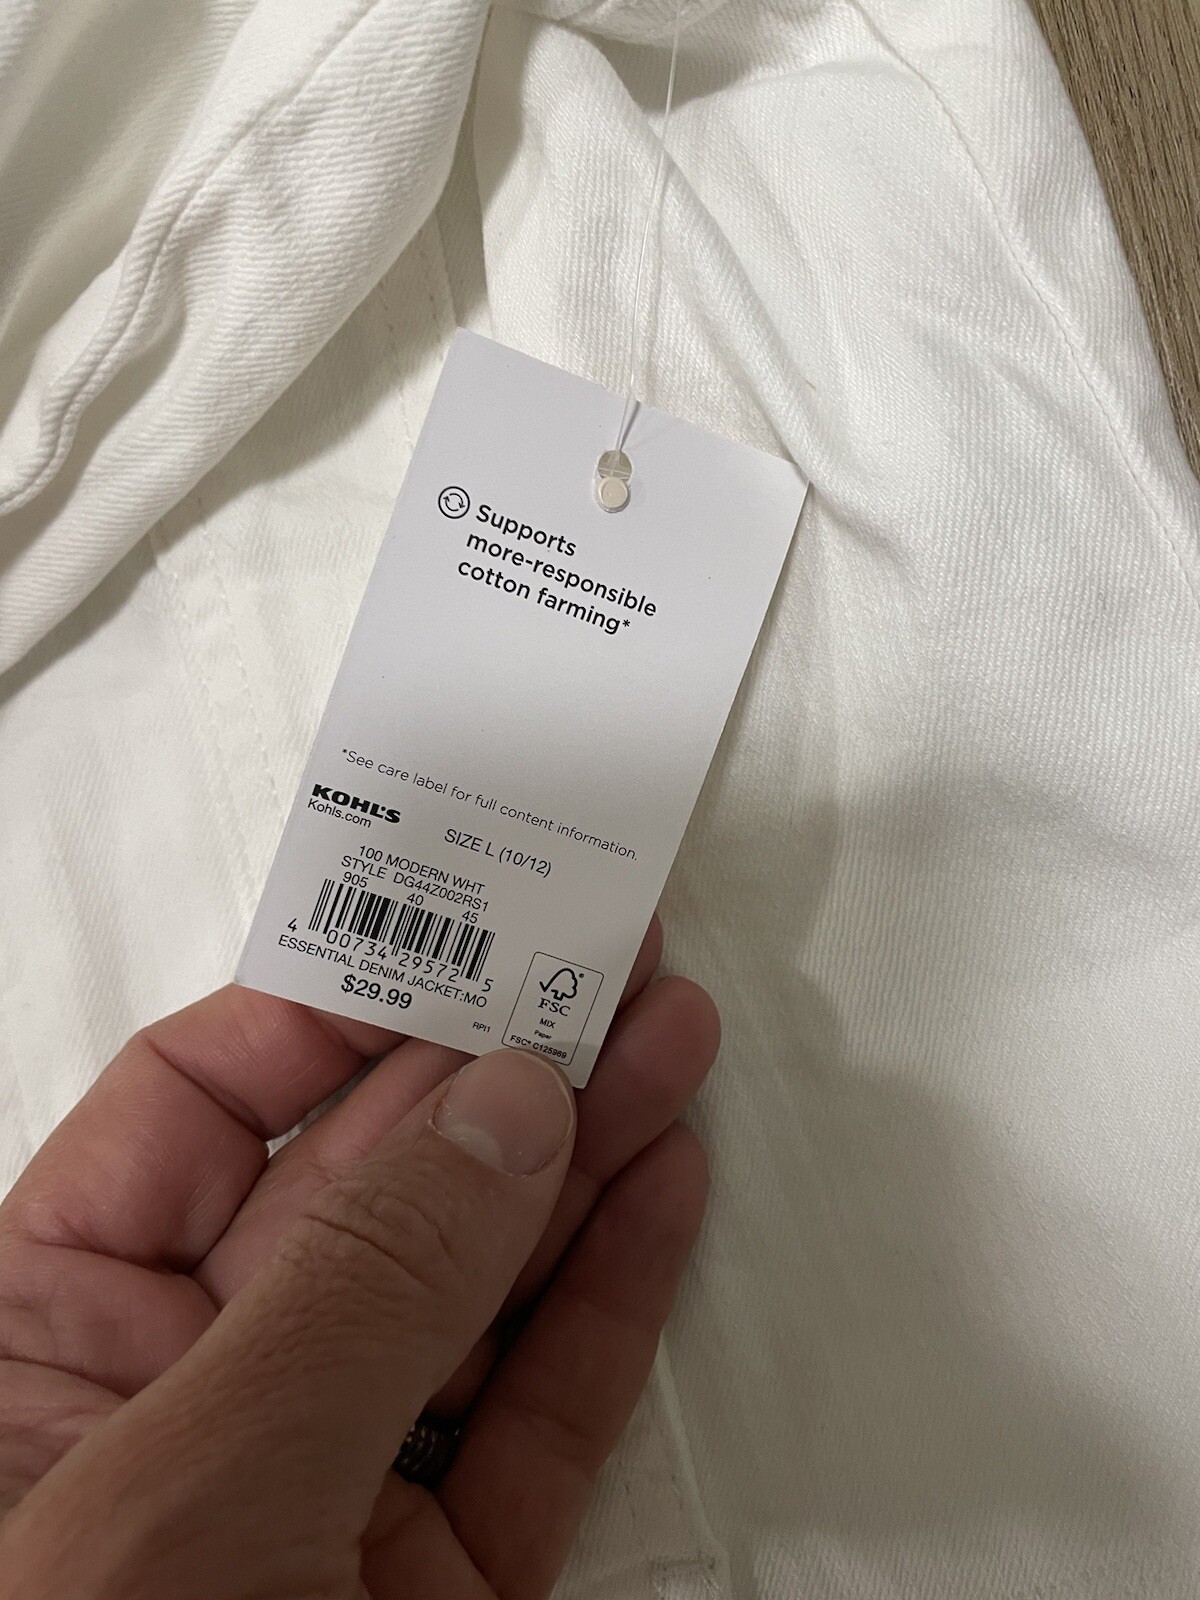 Supports
more-responsible
cotton farming*
*See care label for full content information.
KOHL'S
Kohls.com
SIZE L (10/12)
100 MODERN WHT
STYLE DG44Z002RS1
905 40 45
4 00734 29572 5
ESSENTIAL DENIM JACKET:MO
$29.99
RPI1
FSC
MIX
Paper
FSC® C125969